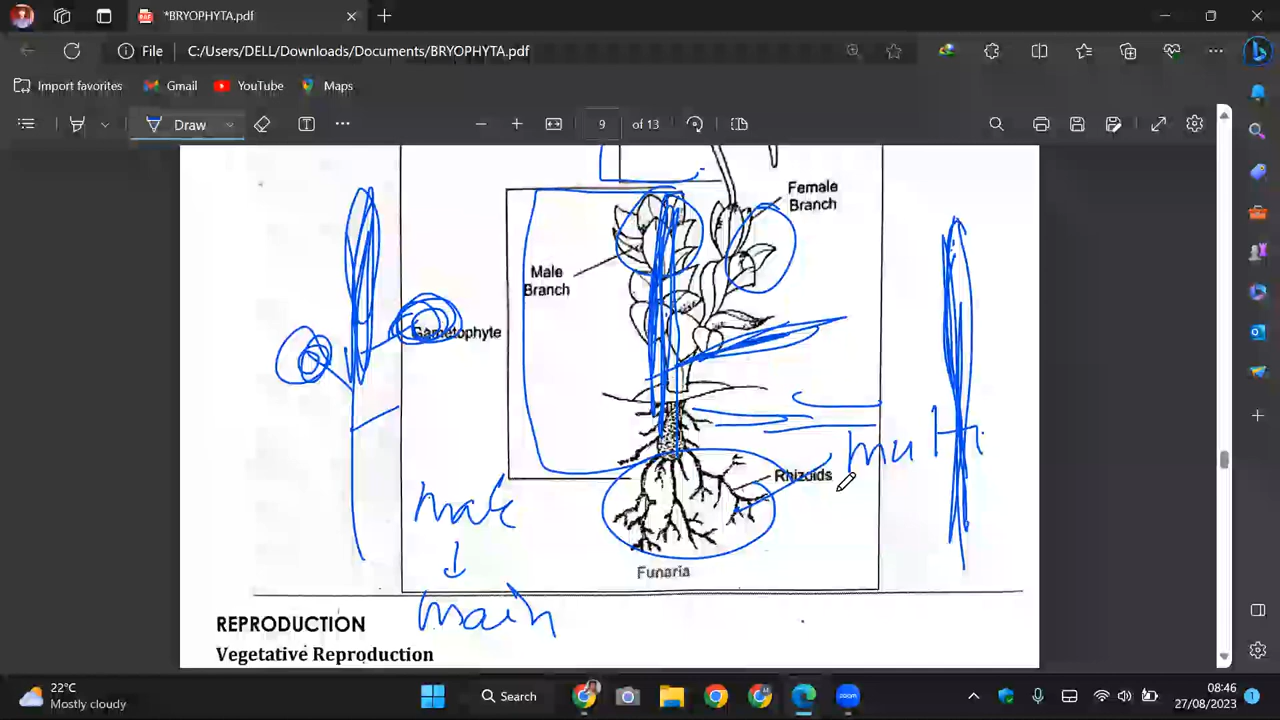 *BRYOPHYTA.pdf
File C:/Users/DELL/Downloads/Documents/BRYOPHYTA.pdf
Import favorites Gmail YouTube Maps
Draw 9 of 13
Female
Branch
Male
Branch
Gametophyte
Rhizoids
Funaria
male
↓
main
REPRODUCTION
Vegetative Reproduction
22°C
Mostly cloudy
Search
zoom
08:46
27/08/2023